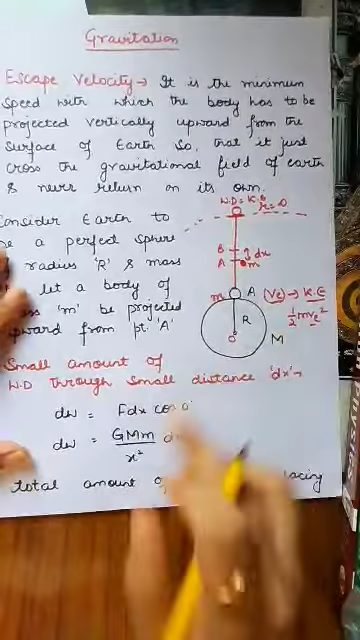 Gravitation
Escape Velocity → It is the minimum
speed with which the body has to be
projected vertically upward from the
surface of Earth so, that it just
cross the gravitational field of earth
& never return on its own.
W.D = K.E
Consider Earth to
a perfect sphere
B
dx
A
m
radius 'R' & mass
let a body of
m
A
(Ve) → K.E
'm' be projected
1/2 mve²
R
upward from pt. 'A'
O
M
Small amount of
W.D through small distance 'dx' →
dw = Fdx cos 0°
dw = GMm/x²
total amount